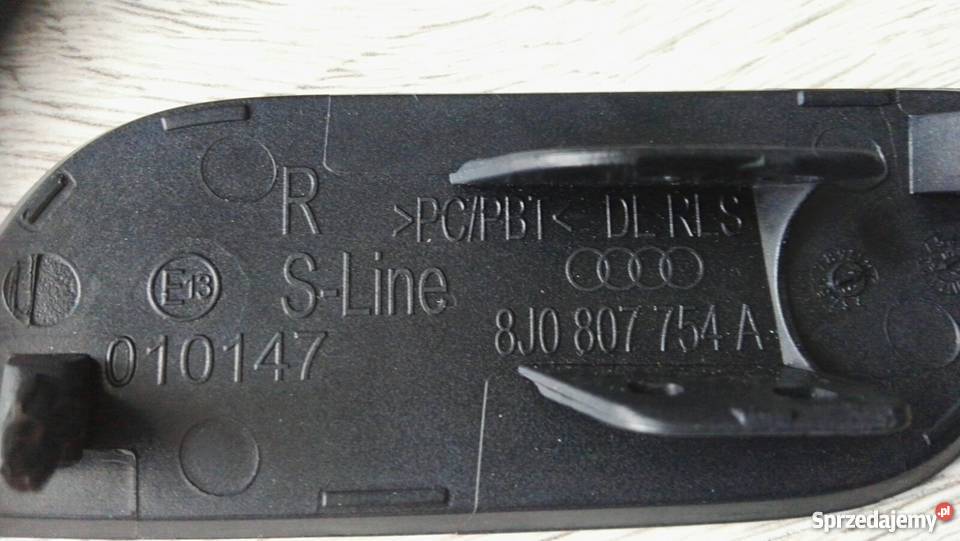 R
>PC/PBT< DL RLS
E13 S-Line
8J0 807 754 A
010147
Sprzedajemy.pl